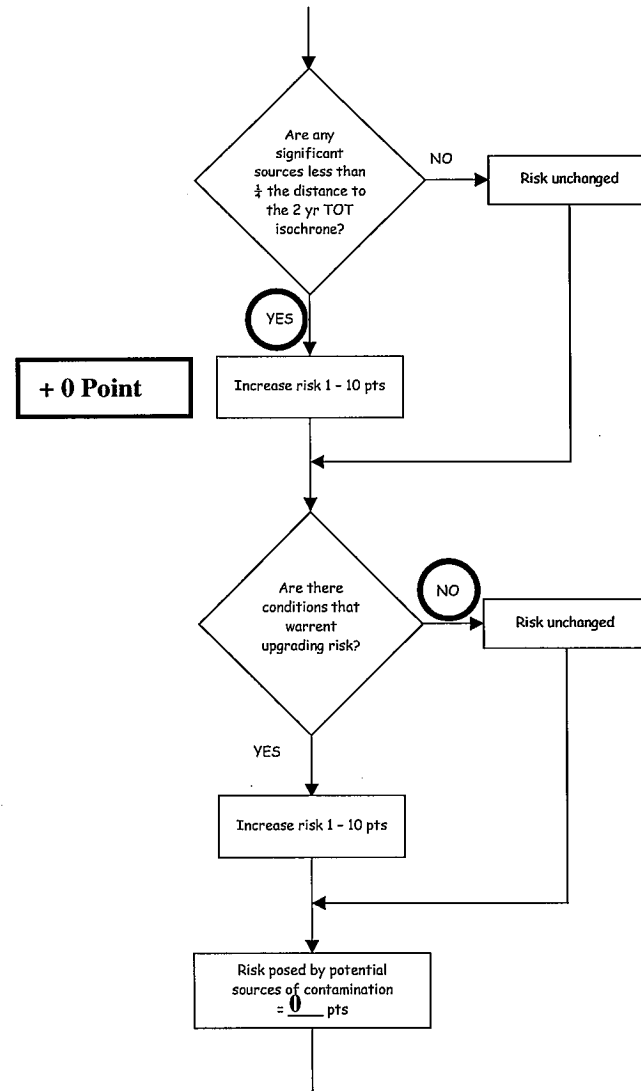 Are any
significant
sources less than
¼ the distance to
the 2 yr TOT
isochrone?
NO
Risk unchanged
YES
+ 0 Point
Increase risk 1 – 10 pts
Are there
conditions that
warrent
upgrading risk?
NO
Risk unchanged
YES
Increase risk 1 – 10 pts
Risk posed by potential
sources of contamination
= 0 pts